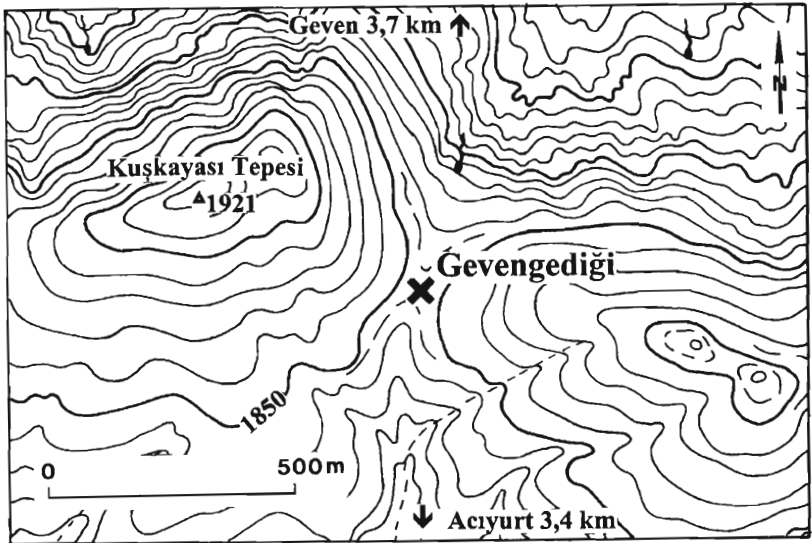 Geven 3,7 km
N
Kuşkayası Tepesi
1921
Gevengediği
1850
0 500m
Acıyurt 3,4 km